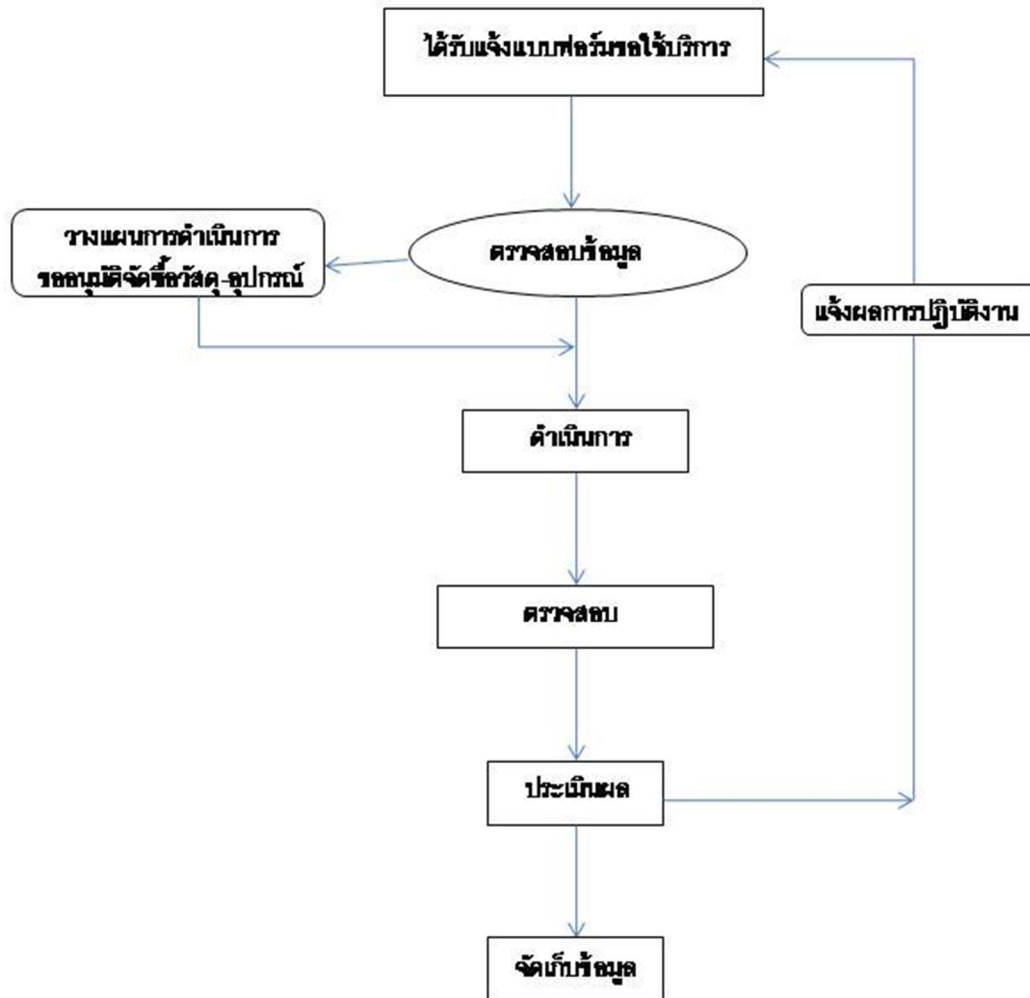 ได้รับแจ้งแบบฟอร์มขอใช้บริการ
วางแผนการดำเนินการ
ขออนุมัติจัดซื้อวัสดุ-อุปกรณ์
ตรวจสอบข้อมูล
แจ้งผลการปฏิบัติงาน
ดำเนินการ
ตรวจสอบ
ประเมินผล
จัดเก็บข้อมูล